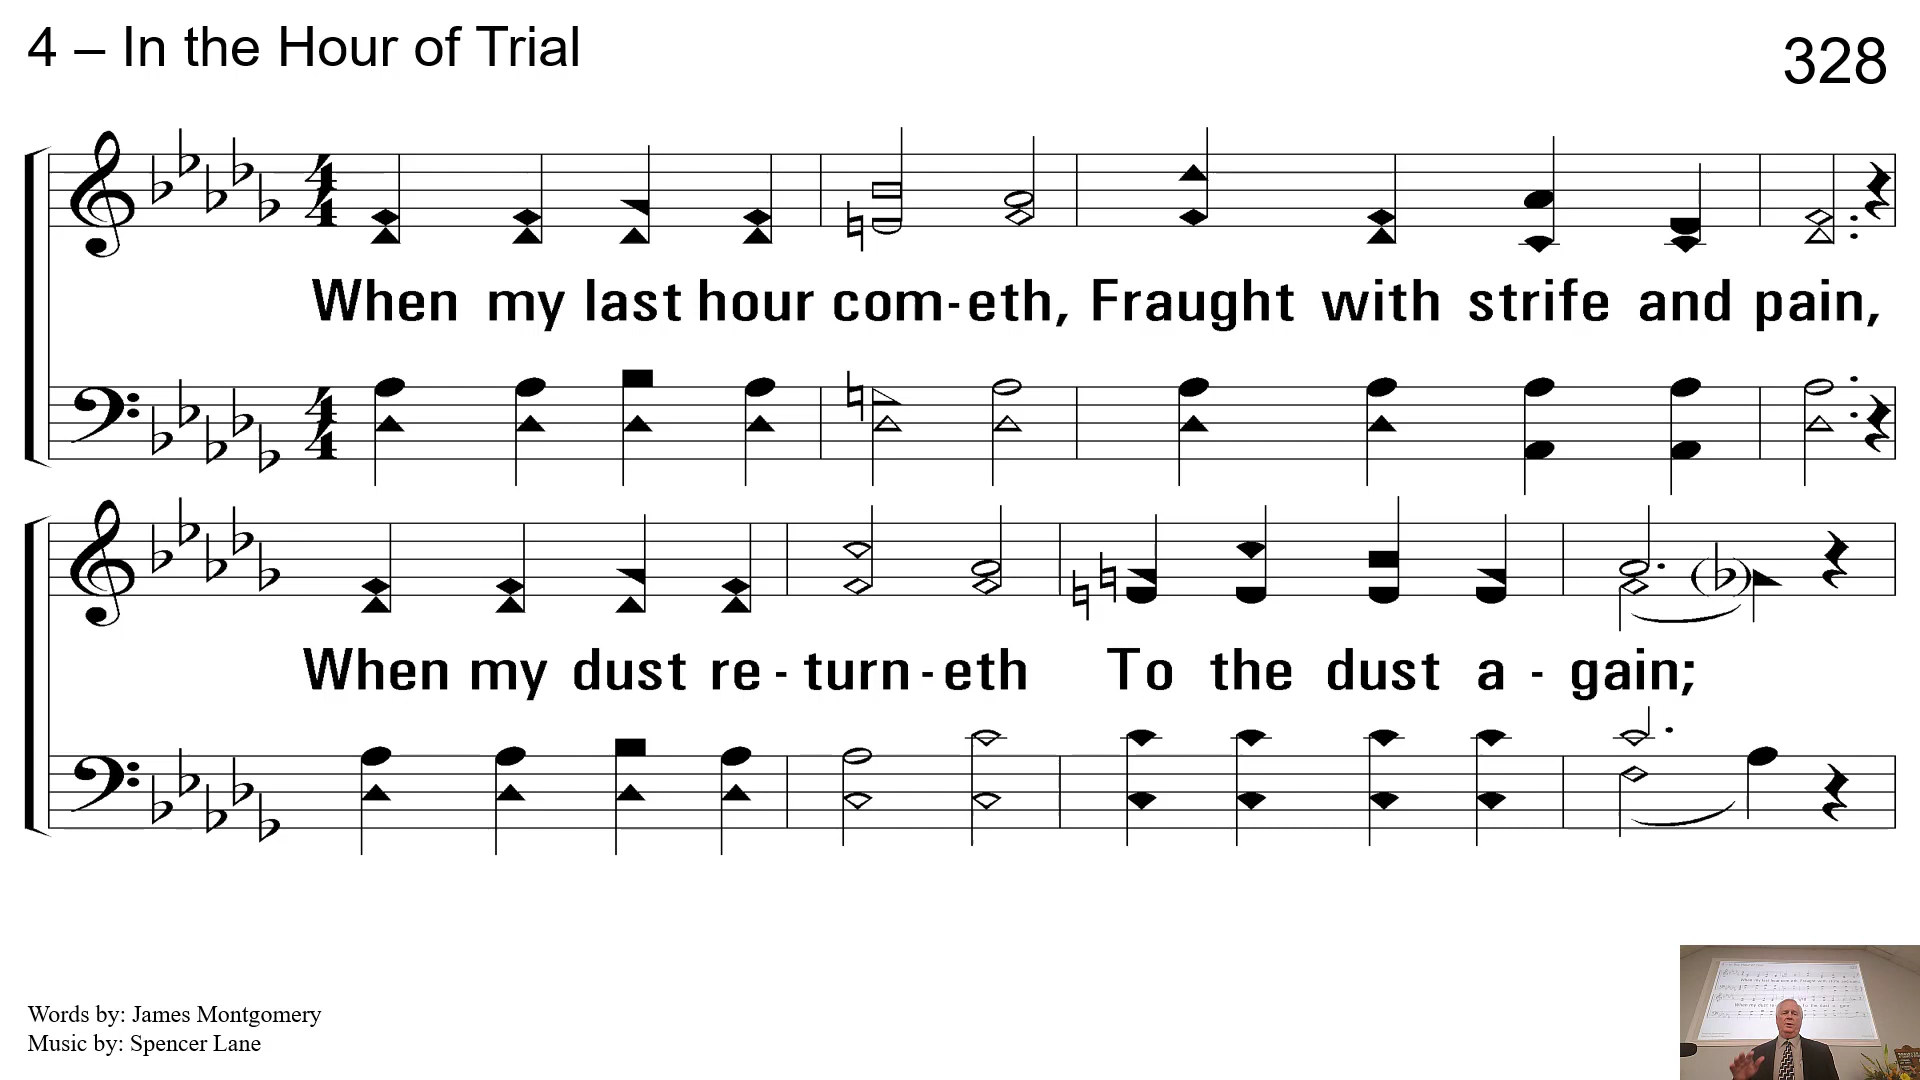 4 – In the Hour of Trial
328
When my last hour com-eth, Fraught with strife and pain,
When my dust re - turn - eth To the dust a - gain;
Words by: James Montgomery
Music by: Spencer Lane